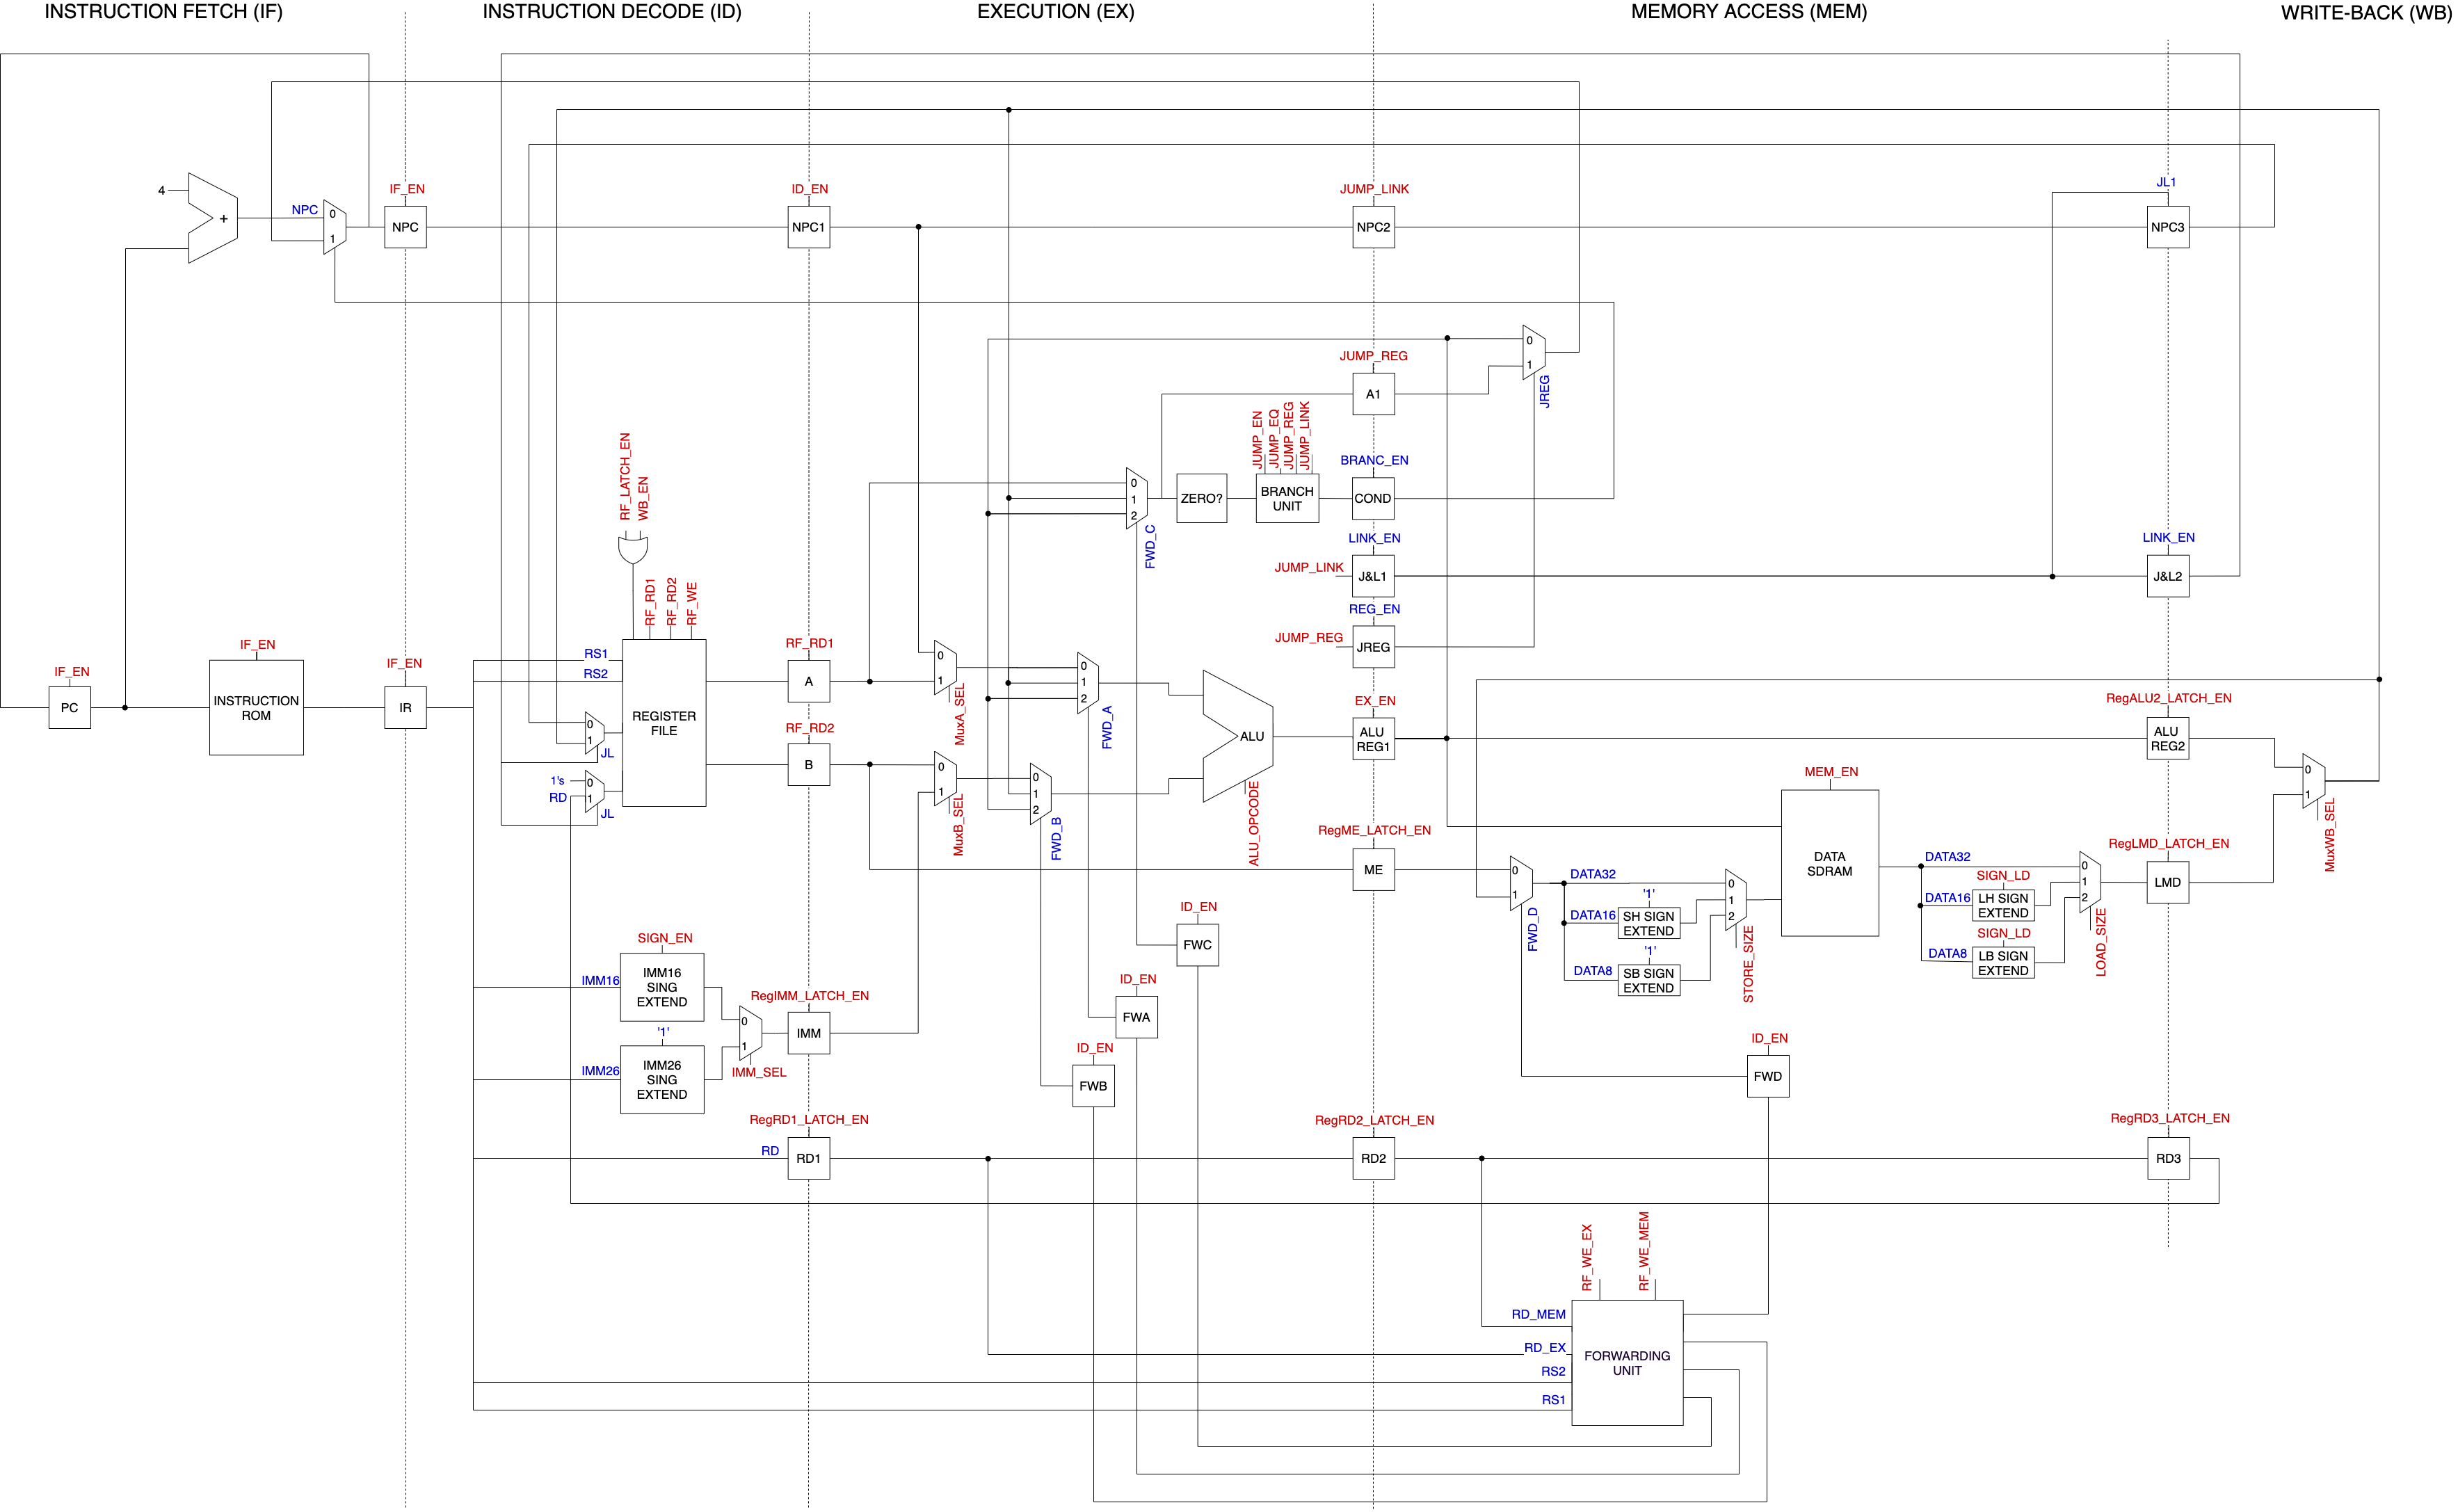 INSTRUCTION FETCH (IF)
INSTRUCTION DECODE (ID)
EXECUTION (EX)
MEMORY ACCESS (MEM)
WRITE-BACK (WB)
4
+
NPC
0
1
IF_EN
NPC
ID_EN
NPC1
JUMP_LINK
NPC2
JL1
NPC3
0
1
JREG
JUMP_REG
A1
JUMP_EN
JUMP_EQ
JUMP_REG
JUMP_LINK
BRANC_EN
COND
0
1
2
FWD_C
ZERO?
BRANCH
UNIT
LINK_EN
JUMP_LINK
J&L1
LINK_EN
J&L2
REG_EN
JUMP_REG
JREG
RF_LATCH_EN
WB_EN
RF_RD1
RF_RD2
RF_WE
IF_EN
PC
IF_EN
INSTRUCTION
ROM
IF_EN
IR
RS1
RS2
REGISTER
FILE
0
1
JL
1's
RD
0
1
JL
RF_RD1
A
RF_RD2
B
0
1
MuxA_SEL
0
1
MuxB_SEL
0
1
2
FWD_A
0
1
2
FWD_B
ALU
ALU_OPCODE
EX_EN
ALU
REG1
RegALU2_LATCH_EN
ALU
REG2
0
1
MuxWB_SEL
RegME_LATCH_EN
ME
0
1
FWD_D
DATA32
'1'
DATA16
SH SIGN
EXTEND
'1'
DATA8
SB SIGN
EXTEND
0
1
2
STORE_SIZE
MEM_EN
DATA
SDRAM
DATA32
SIGN_LD
DATA16
LH SIGN
EXTEND
SIGN_LD
DATA8
LB SIGN
EXTEND
0
1
2
LOAD_SIZE
RegLMD_LATCH_EN
LMD
SIGN_EN
IMM16
IMM16
SING
EXTEND
'1'
IMM26
IMM26
SING
EXTEND
0
1
IMM_SEL
RegIMM_LATCH_EN
IMM
ID_EN
FWC
ID_EN
FWA
ID_EN
FWB
ID_EN
FWD
RegRD1_LATCH_EN
RD
RD1
RegRD2_LATCH_EN
RD2
RegRD3_LATCH_EN
RD3
RF_WE_EX
RF_WE_MEM
RD_MEM
RD_EX
RS2
RS1
FORWARDING
UNIT